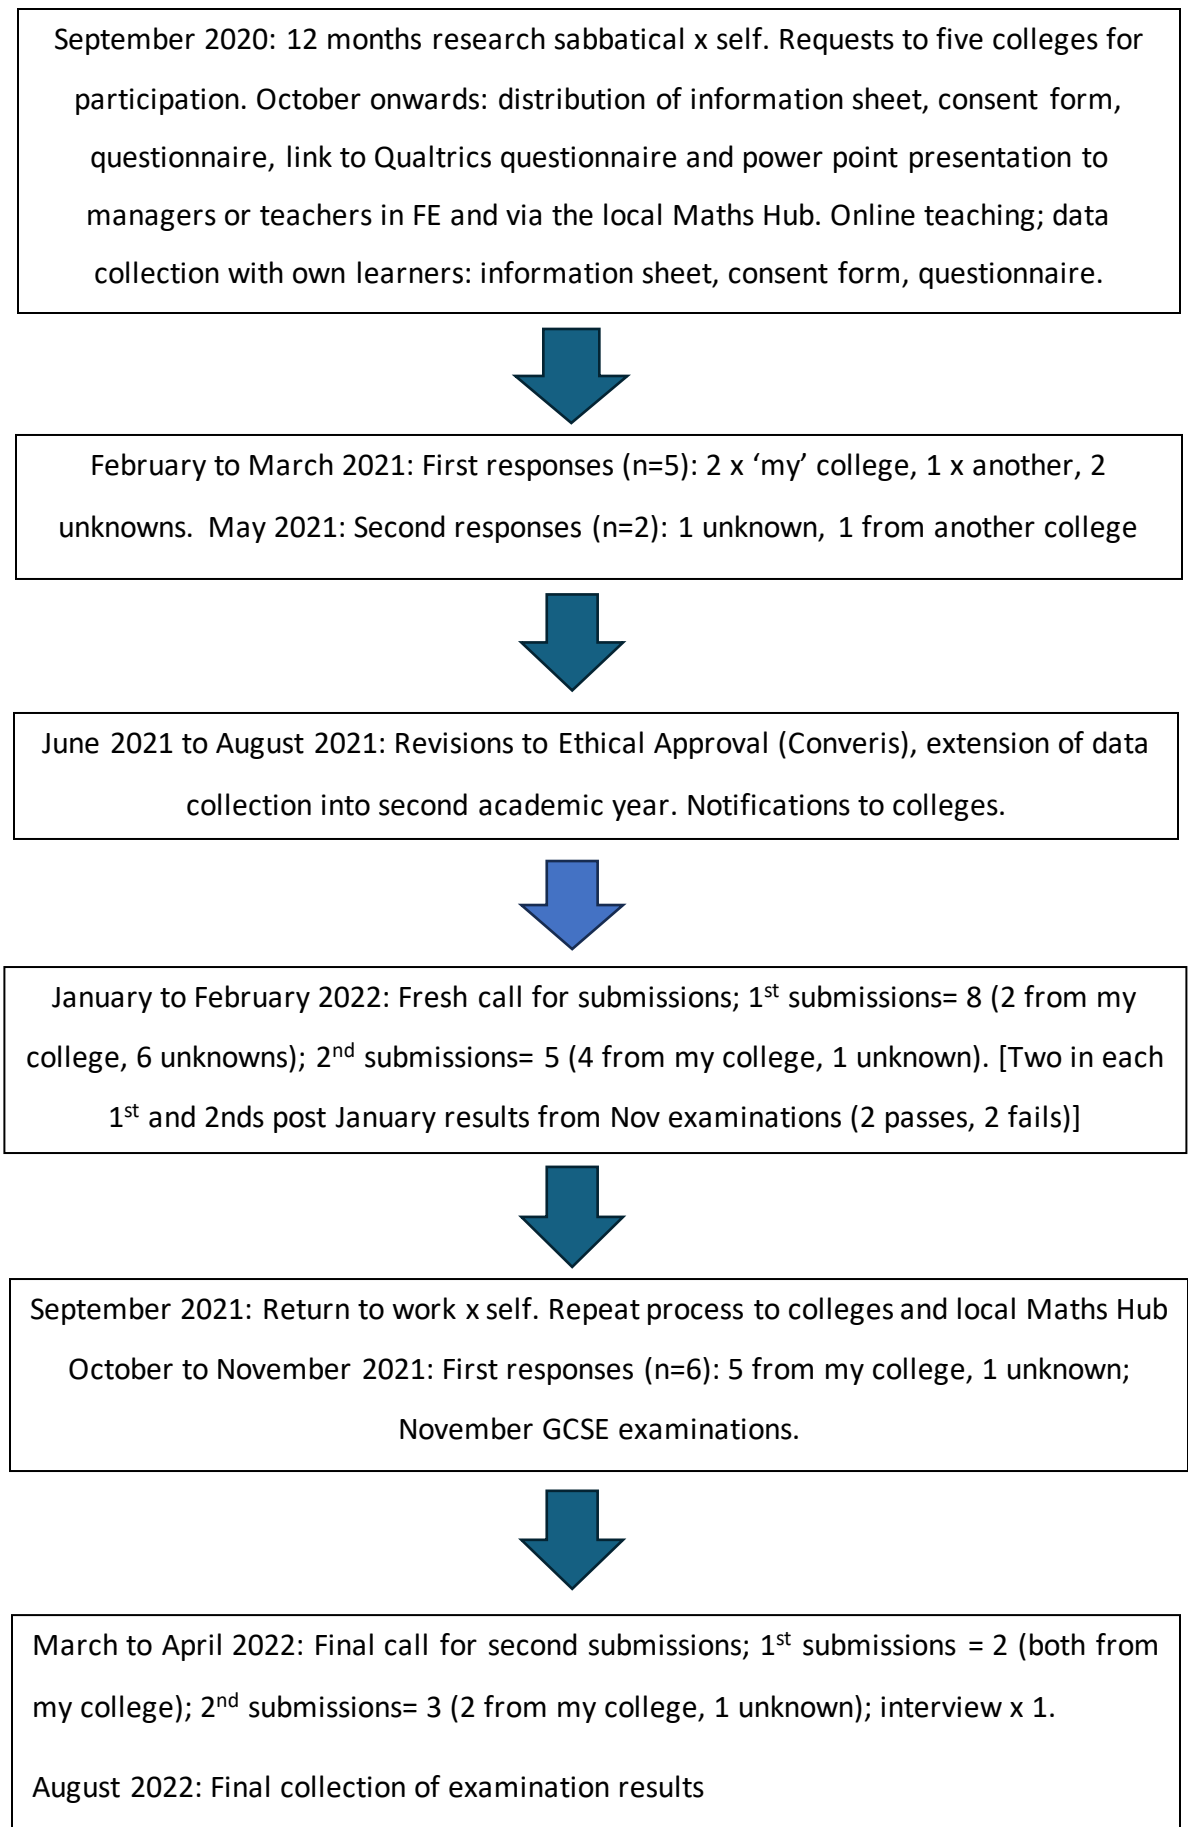 September 2020: 12 months research sabbatical x self. Requests to five colleges for
participation. October onwards: distribution of information sheet, consent form,
questionnaire, link to Qualtrics questionnaire and power point presentation to
managers or teachers in FE and via the local Maths Hub. Online teaching; data
collection with own learners: information sheet, consent form, questionnaire.
February to March 2021: First responses (n=5): 2 x ‘my’ college, 1 x another, 2
unknowns. May 2021: Second responses (n=2): 1 unknown, 1 from another college
June 2021 to August 2021: Revisions to Ethical Approval (Converis), extension of data
collection into second academic year. Notifications to colleges.
January to February 2022: Fresh call for submissions; 1st submissions= 8 (2 from my
college, 6 unknowns); 2nd submissions= 5 (4 from my college, 1 unknown). [Two in each
1st and 2nds post January results from Nov examinations (2 passes, 2 fails)]
September 2021: Return to work x self. Repeat process to colleges and local Maths Hub
October to November 2021: First responses (n=6): 5 from my college, 1 unknown;
November GCSE examinations.
March to April 2022: Final call for second submissions; 1st submissions = 2 (both from
my college); 2nd submissions= 3 (2 from my college, 1 unknown); interview x 1.
August 2022: Final collection of examination results